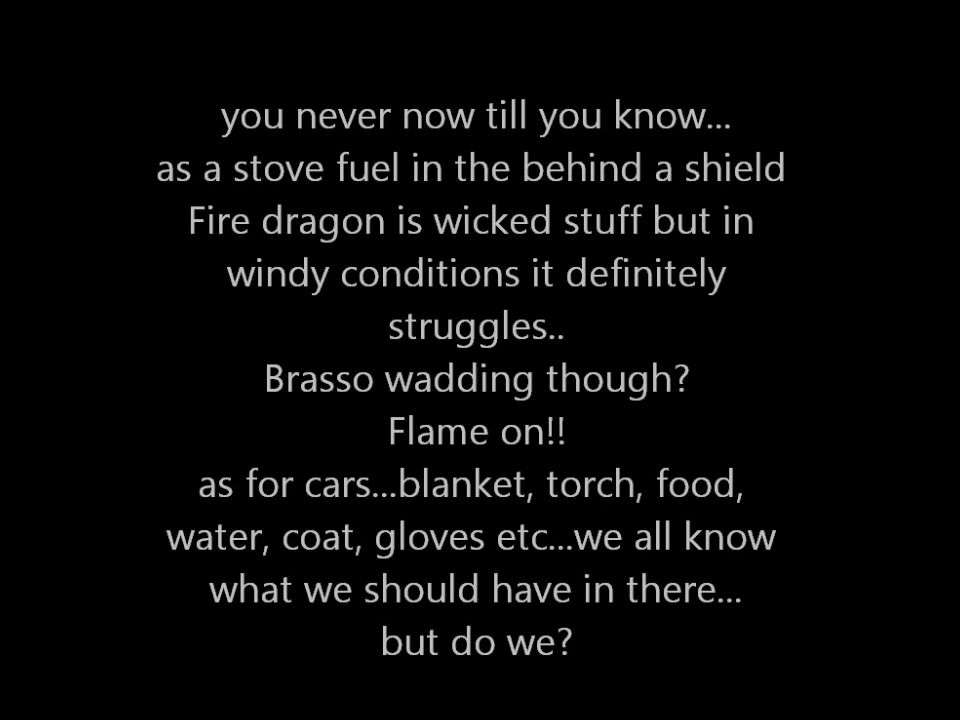 you never now till you know...
as a stove fuel in the behind a shield
Fire dragon is wicked stuff but in
windy conditions it definitely
struggles..
Brasso wadding though?
Flame on!!
as for cars...blanket, torch, food,
water, coat, gloves etc...we all know
what we should have in there...
but do we?